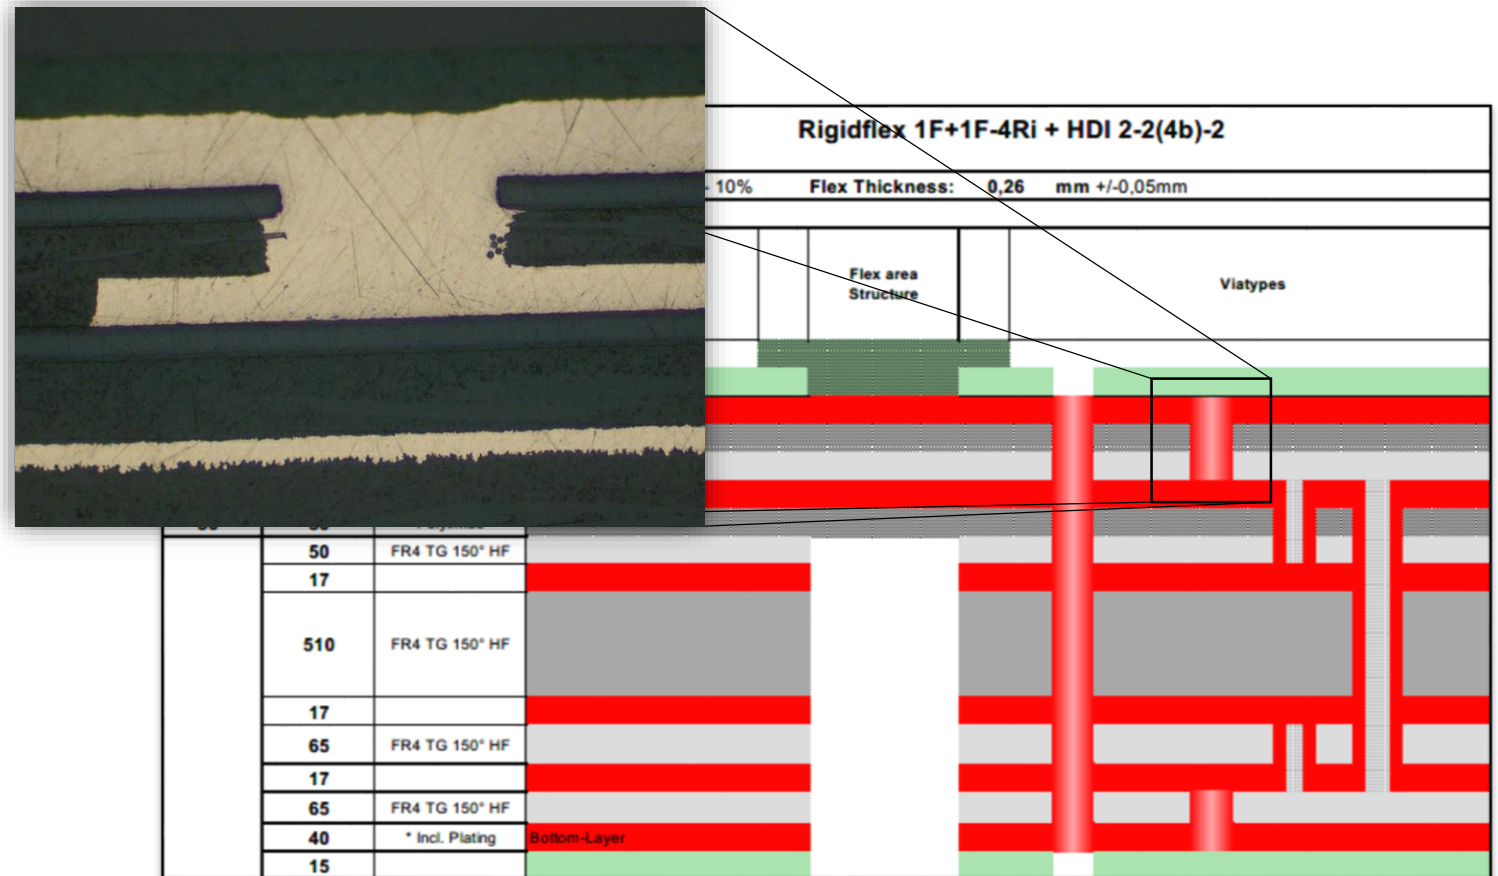 Rigidflex 1F+1F-4Ri + HDI 2-2(4b)-2
10% Flex Thickness: 0,26 mm +/-0,05mm
Flex area
Structure
Viatypes
50 FR4 TG 150° HF
17
510 FR4 TG 150° HF
17
65 FR4 TG 150° HF
17
65 FR4 TG 150° HF
40 * Incl. Plating Bottom-Layer
15